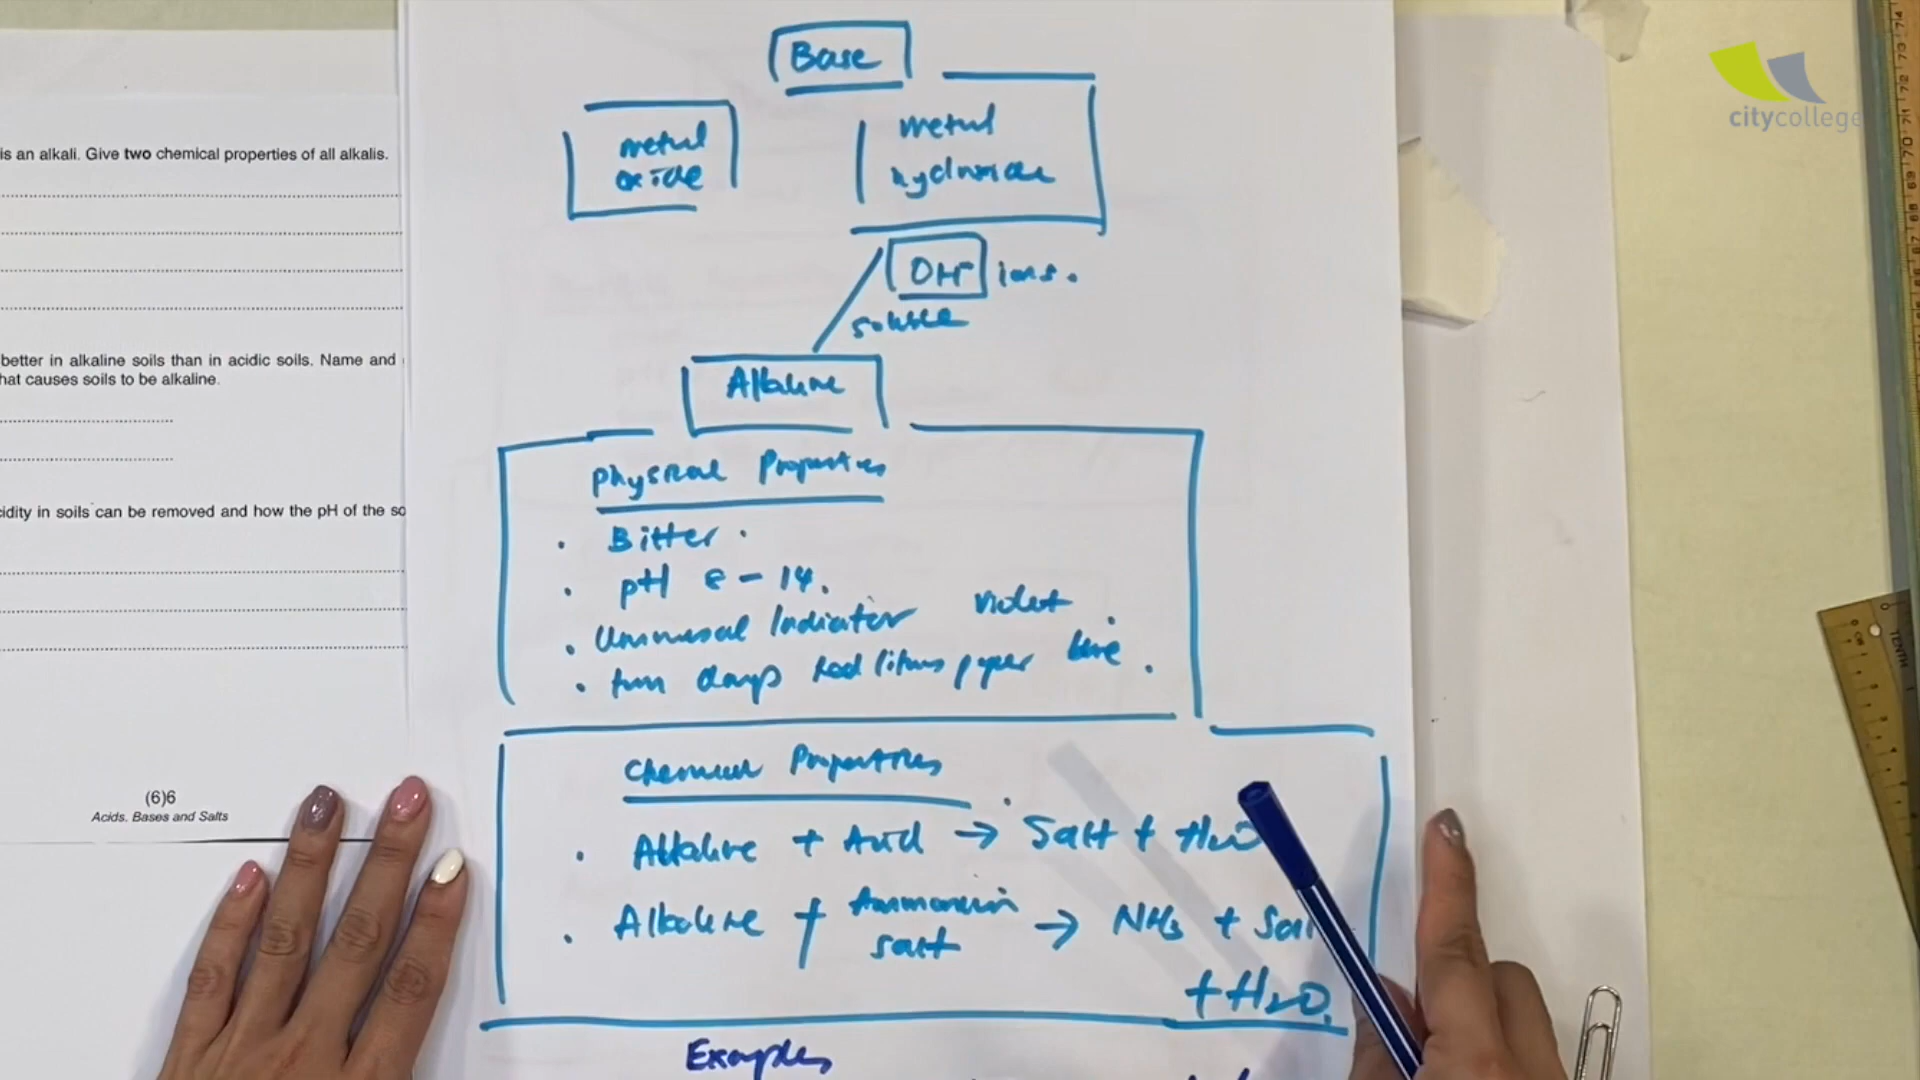 citycollege
Base
metal
oxide
metal
hydroxide
OH⁻ ions.
soluble
Alkaline
Physical Properties
• Bitter.
• pH 8 - 14.
• Universal Indicator violet.
• turn damp red litmus paper blue.
Chemical Properties
• Alkaline + Acid → Salt + H₂O
• Alkaline + Ammonium
salt → NH₃ + Sal
+ H₂O.
Examples
is an alkali. Give two chemical properties of all alkalis.
better in alkaline soils than in acidic soils. Name and
hat causes soils to be alkaline.
cidity in soils can be removed and how the pH of the so
(6)6
Acids, Bases and Salts
TENTH